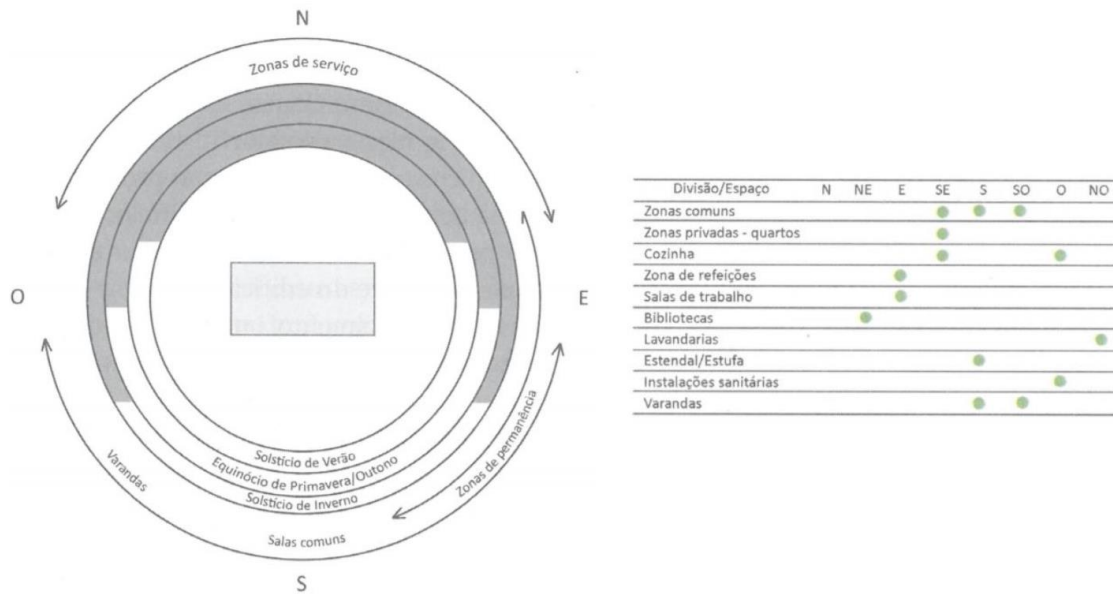 N
Zonas de serviço
O
E
Solstício de Verão
Equinócio de Primavera/Outono
Solstício de Inverno
Varandas
Zonas de permanência
Salas comuns
S
Divisão/Espaço N NE E SE S SO O NO
Zonas comuns
Zonas privadas - quartos
Cozinha
Zona de refeições
Salas de trabalho
Bibliotecas
Lavandarias
Estendal/Estufa
Instalações sanitárias
Varandas